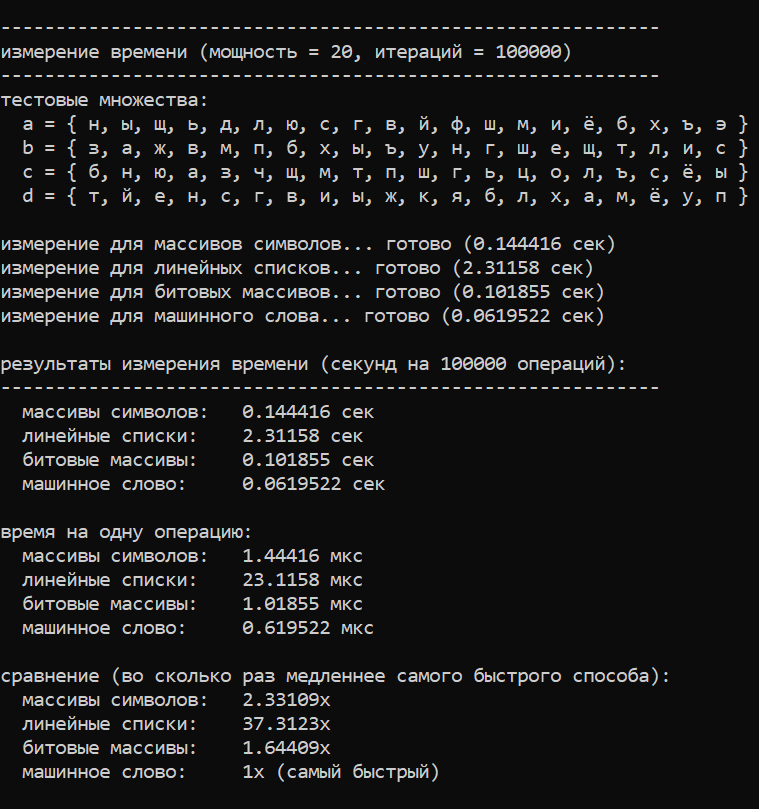 ------------------------------------------------------------
измерение времени (мощность = 20, итераций = 100000)
------------------------------------------------------------
тестовые множества:
  a = { н, ы, щ, ь, д, л, ю, с, г, в, й, ф, ш, м, и, ё, б, х, ъ, э }
  b = { з, а, ж, в, м, п, б, х, ы, ъ, у, н, г, ш, е, щ, т, л, и, с }
  c = { б, н, ю, а, з, ч, щ, м, т, п, ш, г, ь, ц, о, л, ъ, с, ё, ы }
  d = { т, й, е, н, с, г, в, и, ы, ж, к, я, б, л, х, а, м, ё, у, п }

измерение для массивов символов... готово (0.144416 сек)
измерение для линейных списков... готово (2.31158 сек)
измерение для битовых массивов... готово (0.101855 сек)
измерение для машинного слова... готово (0.0619522 сек)

результаты измерения времени (секунд на 100000 операций):
------------------------------------------------------------
  массивы символов:   0.144416 сек
  линейные списки:    2.31158 сек
  битовые массивы:    0.101855 сек
  машинное слово:     0.0619522 сек

время на одну операцию:
  массивы символов:   1.44416 мкс
  линейные списки:    23.1158 мкс
  битовые массивы:    1.01855 мкс
  машинное слово:     0.619522 мкс

сравнение (во сколько раз медленнее самого быстрого способа):
  массивы символов:   2.33109x
  линейные списки:    37.3123x
  битовые массивы:    1.64409x
  машинное слово:     1x (самый быстрый)